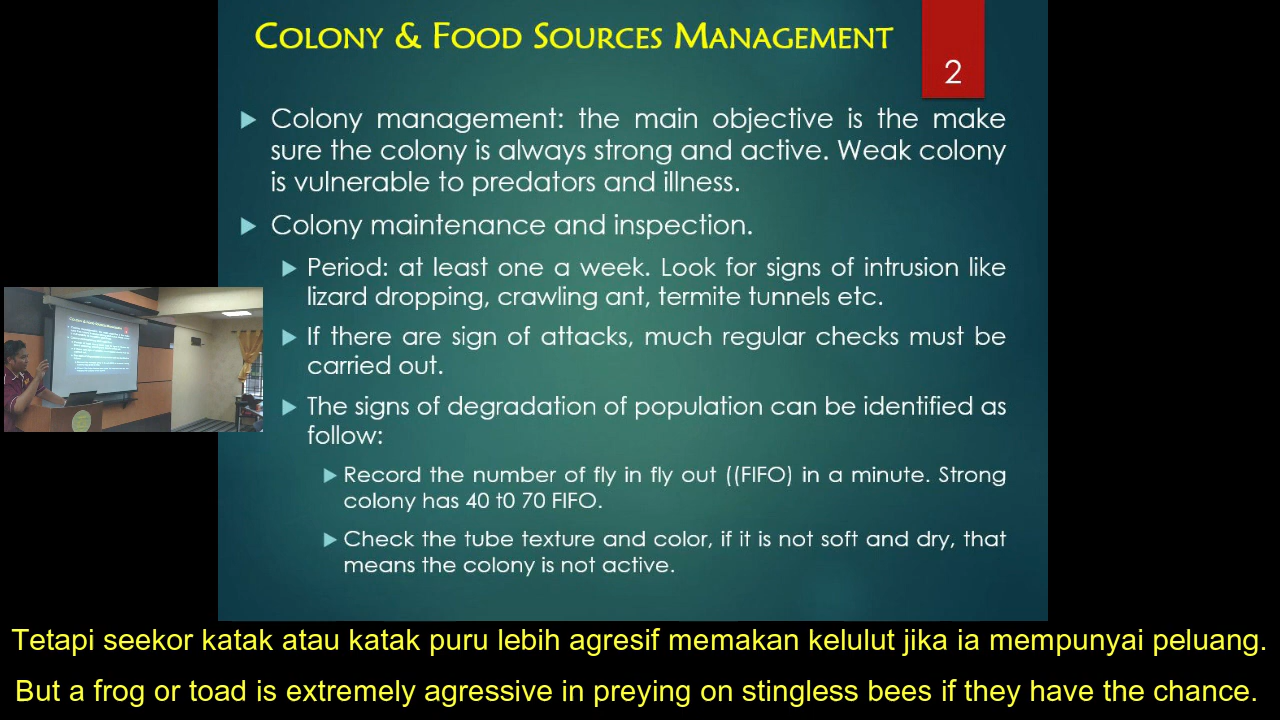 COLONY & FOOD SOURCES MANAGEMENT
2
Colony management: the main objective is the make
sure the colony is always strong and active. Weak colony
is vulnerable to predators and illness.
Colony maintenance and inspection.
Period: at least one a week. Look for signs of intrusion like
lizard dropping, crawling ant, termite tunnels etc.
If there are sign of attacks, much regular checks must be
carried out.
The signs of degradation of population can be identified as
follow:
Record the number of fly in fly out ((FIFO) in a minute. Strong
colony has 40 t0 70 FIFO.
Check the tube texture and color, if it is not soft and dry, that
means the colony is not active.
Tetapi seekor katak atau katak puru lebih agresif memakan kelulut jika ia mempunyai peluang.
But a frog or toad is extremely agressive in preying on stingless bees if they have the chance.